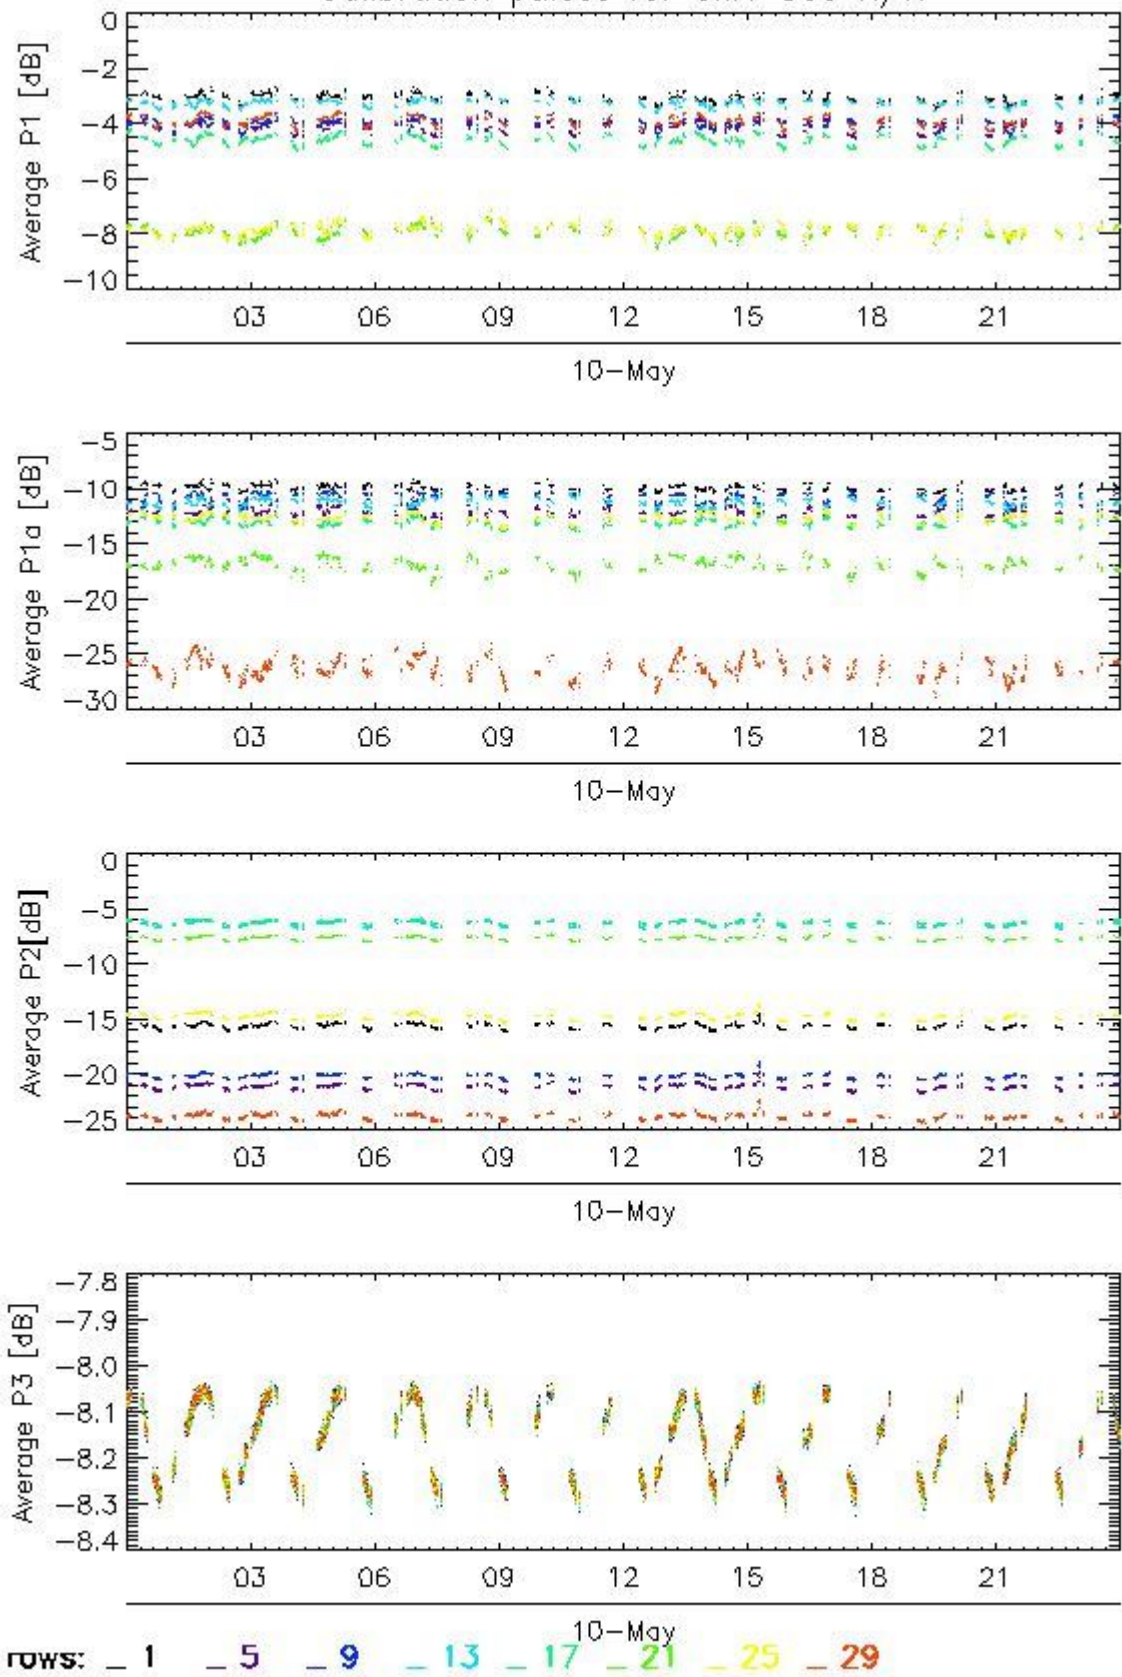 0
-2
-4
-6
-8
-10
Average P1 [dB]
03 06 09 12 15 18 21
10-May
-5
-10
-15
-20
-25
-30
Average P1a [dB]
03 06 09 12 15 18 21
10-May
0
-5
-10
-15
-20
-25
Average P2[dB]
03 06 09 12 15 18 21
10-May
-7.8
-7.9
-8.0
-8.1
-8.2
-8.3
-8.4
Average P3 [dB]
03 06 09 12 15 18 21
10-May
rows: _ 1 _ 5 _ 9 _ 13 _ 17 _ 21 _ 25 _ 29